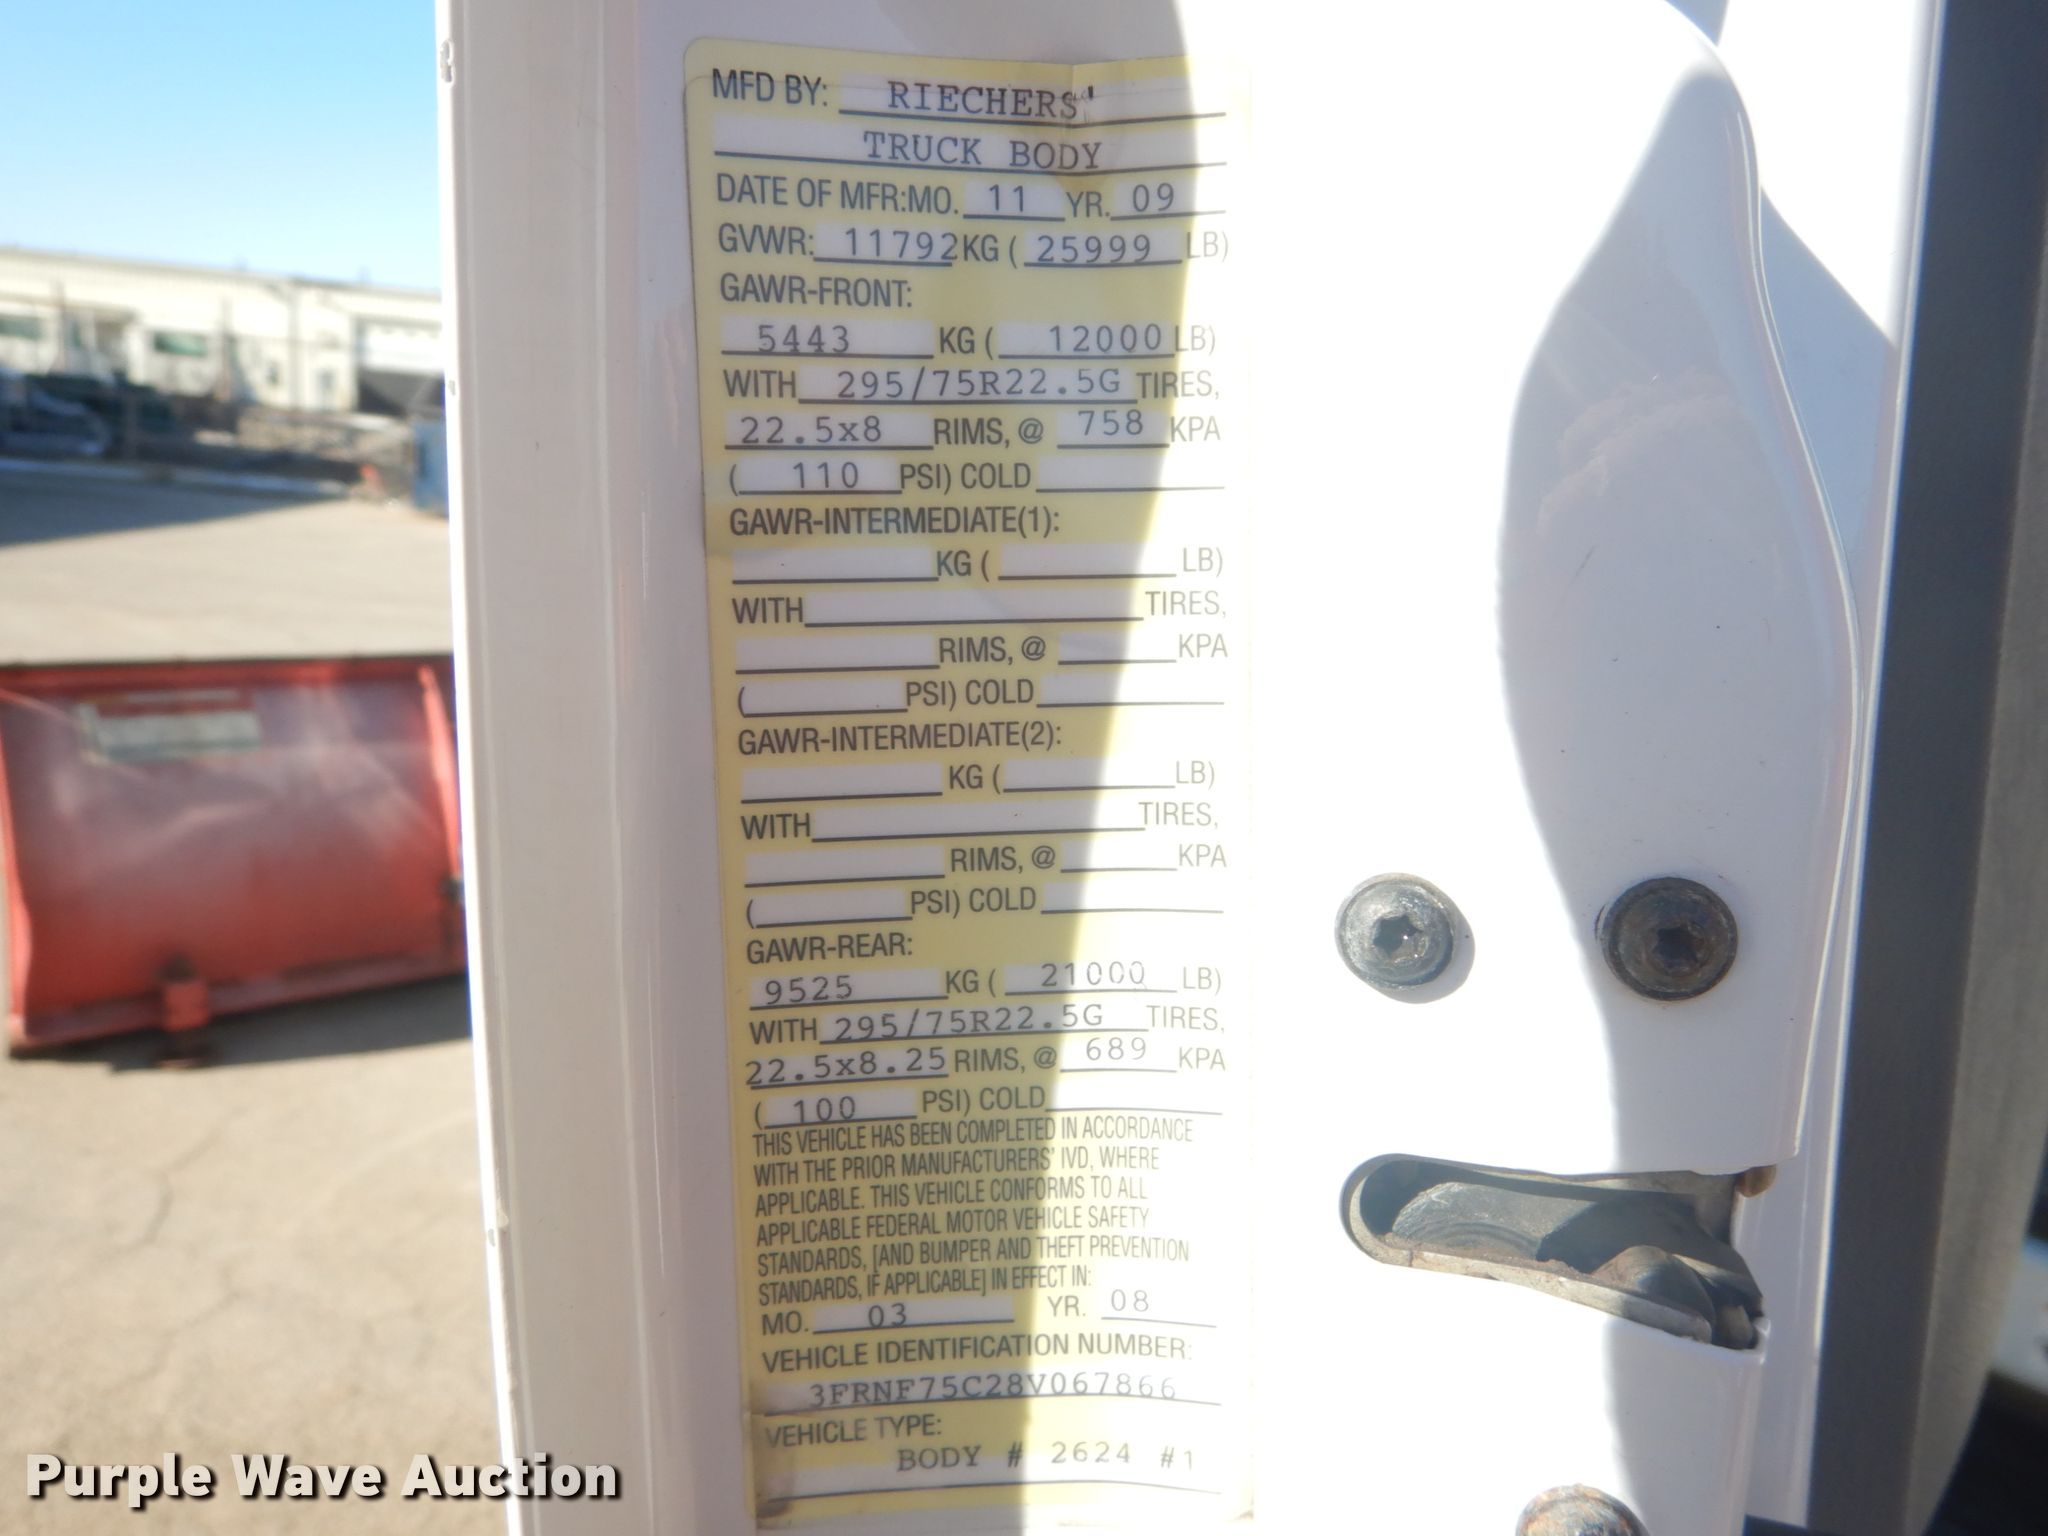 MFD BY: RIECHERS'
TRUCK BODY
DATE OF MFR:MO. 11 YR. 09
GVWR: 11792KG ( 25999 LB)
GAWR-FRONT:
5443 KG ( 12000 LB)
WITH 295/75R22.5G TIRES,
22.5x8 RIMS, @ 758 KPA
( 110 PSI) COLD
GAWR-INTERMEDIATE(1):
KG ( LB)
WITH TIRES,
RIMS, @ KPA
( PSI) COLD
GAWR-INTERMEDIATE(2):
KG ( LB)
WITH TIRES,
RIMS, @ KPA
( PSI) COLD
GAWR-REAR:
9525 KG ( 21000 LB)
WITH 295/75R22.5G TIRES,
22.5x8.25 RIMS, @ 689 KPA
( 100 PSI) COLD
THIS VEHICLE HAS BEEN COMPLETED IN ACCORDANCE
WITH THE PRIOR MANUFACTURERS' IVD, WHERE
APPLICABLE. THIS VEHICLE CONFORMS TO ALL
APPLICABLE FEDERAL MOTOR VEHICLE SAFETY
STANDARDS, [AND BUMPER AND THEFT PREVENTION
STANDARDS, IF APPLICABLE] IN EFFECT IN:
MO. 03 YR. 08
VEHICLE IDENTIFICATION NUMBER:
3FRNF75C28V067866
VEHICLE TYPE:
BODY # 2624 #1
Purple Wave Auction